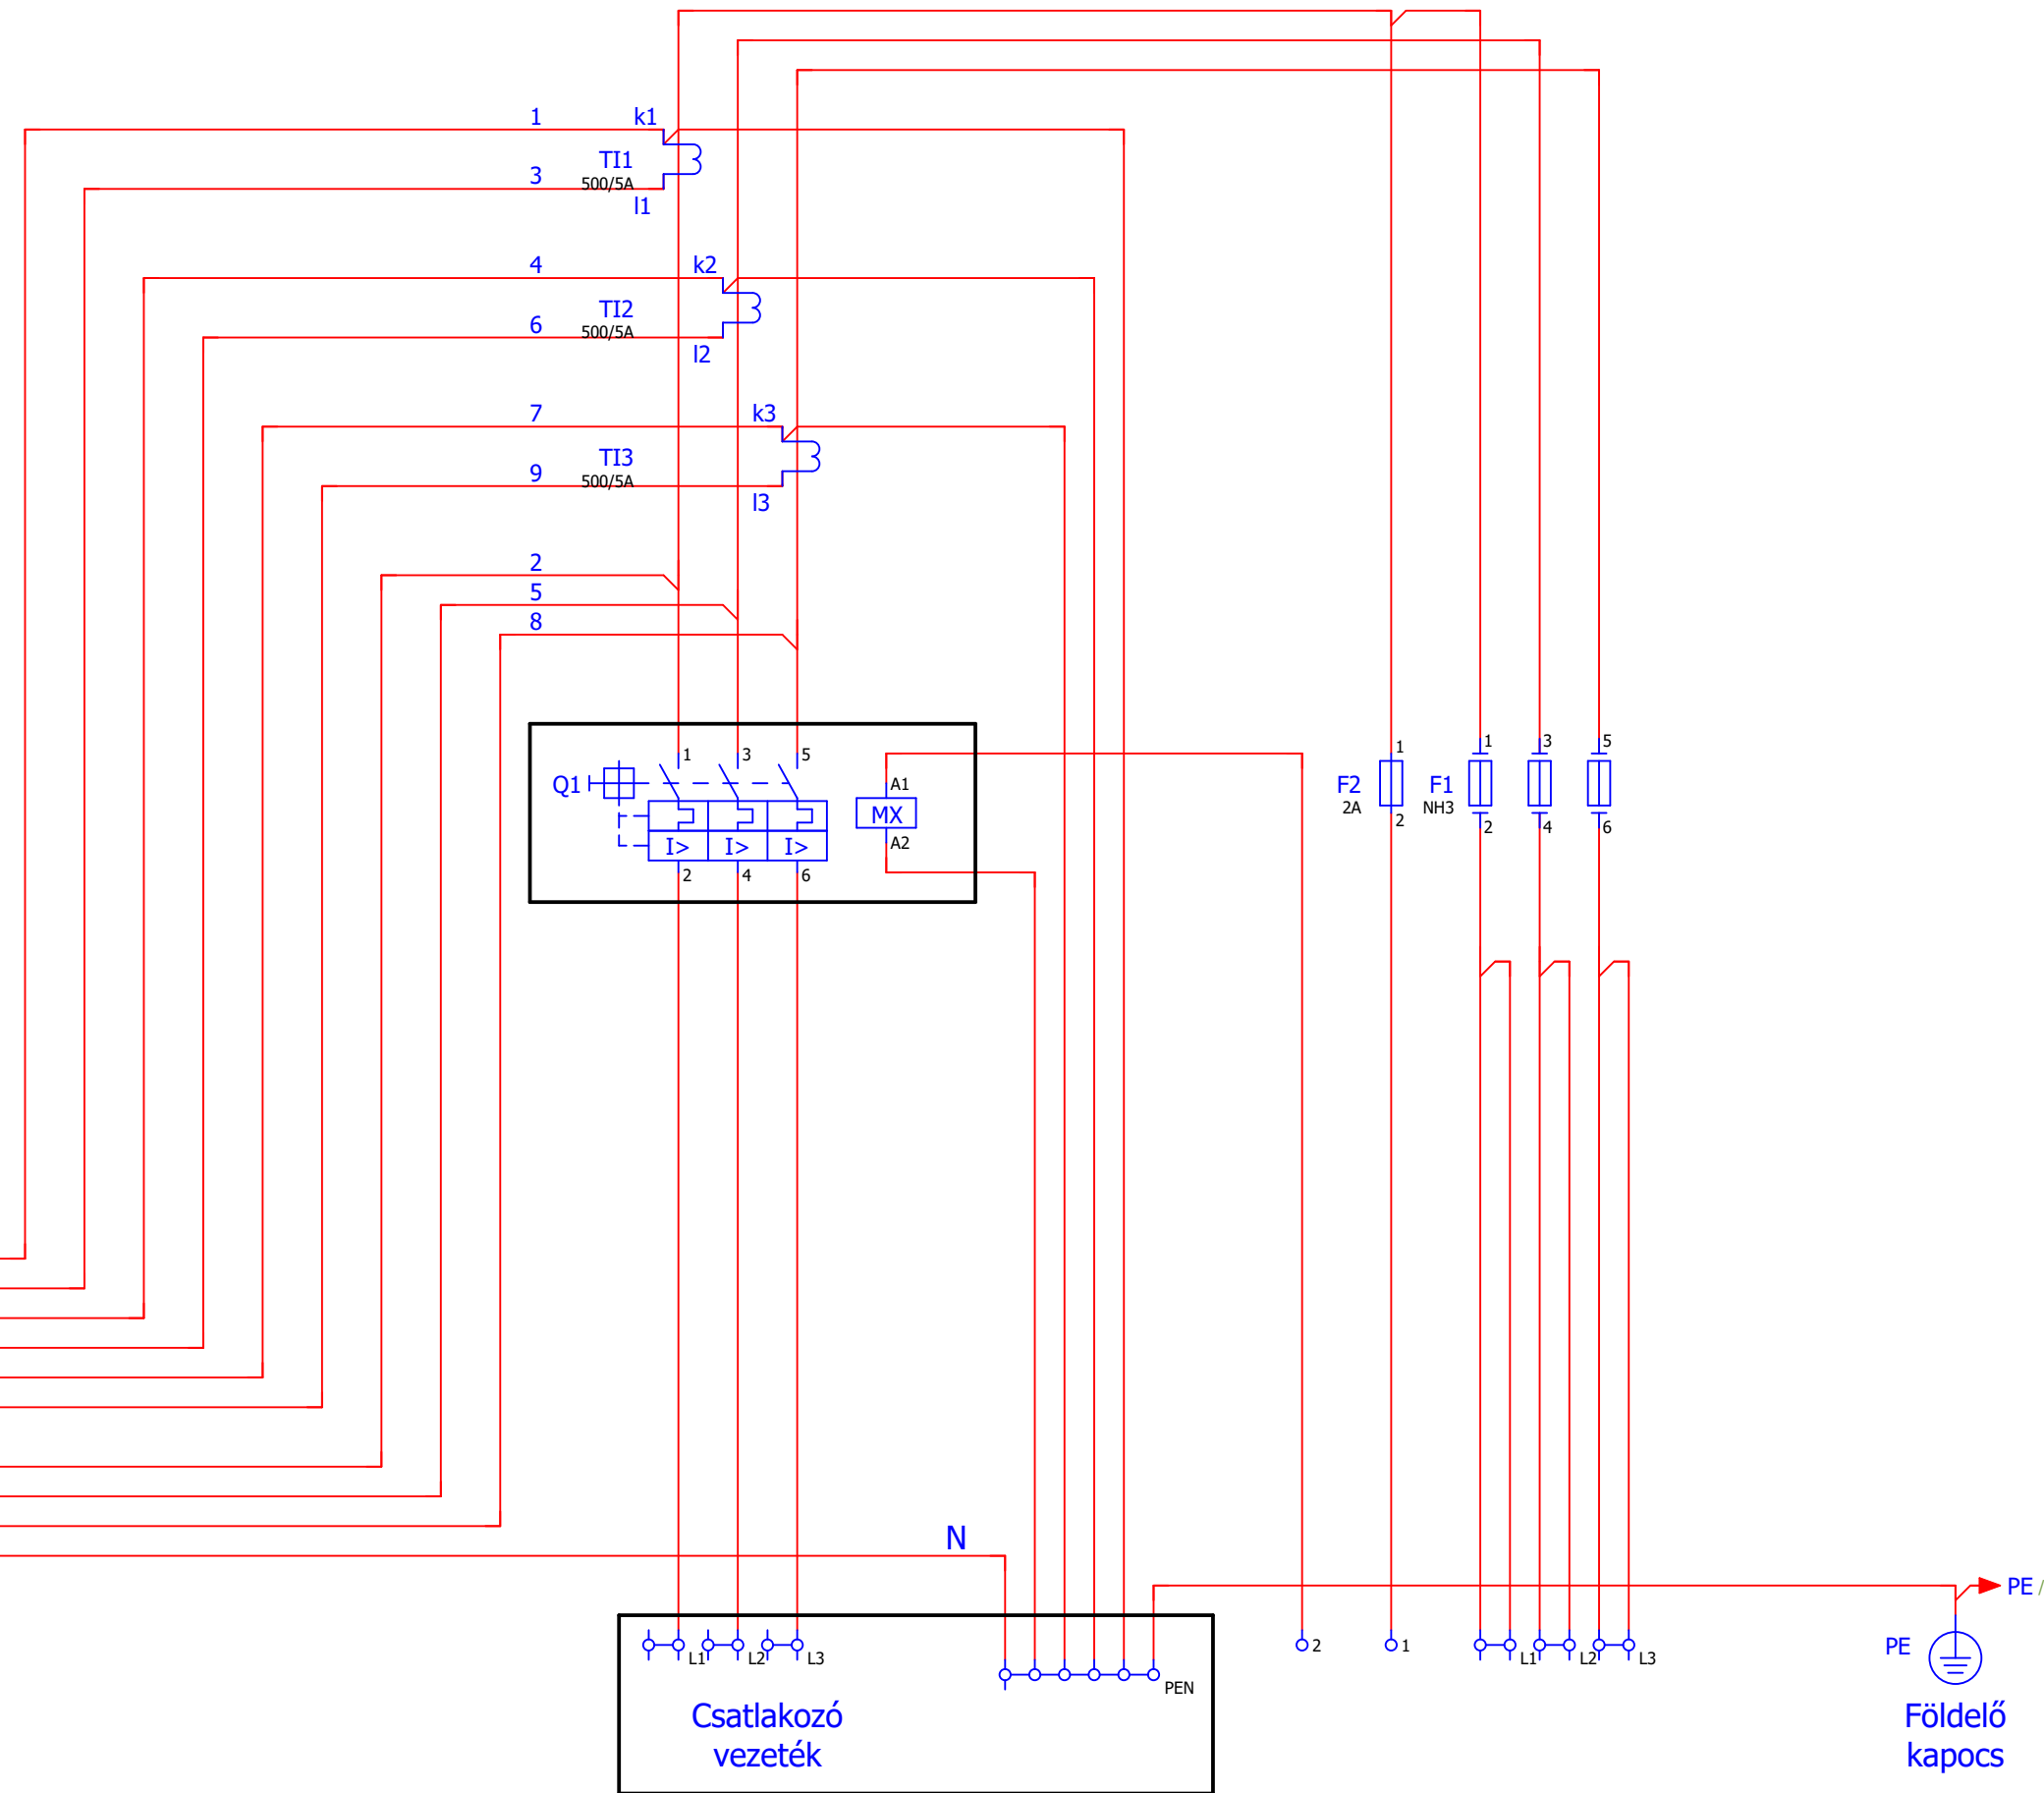 1 k1
TI1
3 500/5A
l1
4 k2
TI2
6 500/5A
l2
7 k3
TI3
9 500/5A
l3
2
5
8
1 3 5
Q1 A1
MX
I> I> I> A2
2 4 6
1 1 3 5
F2 F1
2A NH3
2 2 4 6
N
PE /
L1 L2 L3 2 1 L1 L2 L3 PE
PEN
Csatlakozó
vezeték
Földelő
kapocs